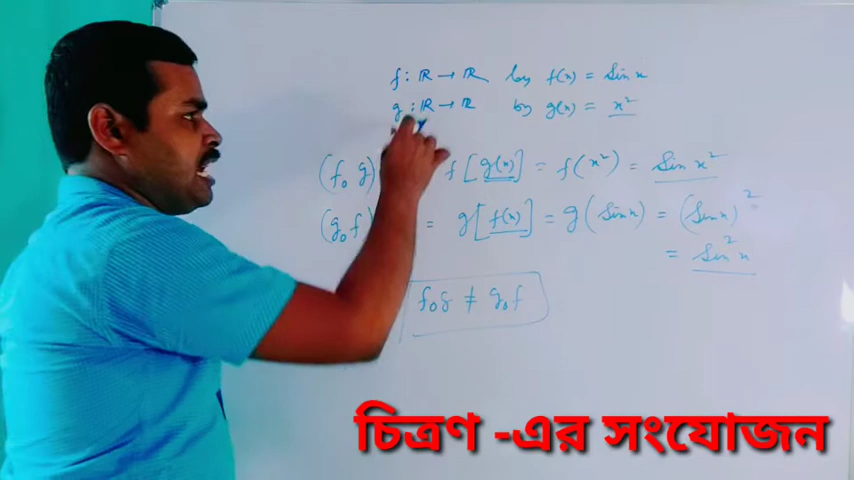 f : ℝ → ℝ by f(x) = Sin x
g : ℝ → ℝ by g(x) = x²
(f o g) f [g(x)] = f(x²) = Sin x²
(g o f) = g [f(x)] = g (Sin x) = (Sin x)²
= Sin² x
f o g ≠ g o f
চিত্রণ -এর সংযোজন